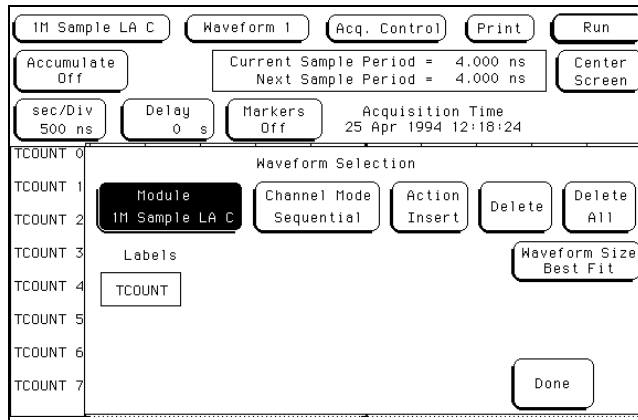 1M Sample LA C
Waveform 1
Acq. Control
Print
Run
Accumulate
Off
Current Sample Period = 4.000 ns
Next Sample Period = 4.000 ns
Center
Screen
sec/Div
500 ns
Delay
0 s
Markers
Off
Acquisition Time
25 Apr 1994 12:18:24
TCOUNT 0
TCOUNT 1
TCOUNT 2
TCOUNT 3
TCOUNT 4
TCOUNT 5
TCOUNT 6
TCOUNT 7
Waveform Selection
Module
1M Sample LA C
Channel Mode
Sequential
Action
Insert
Delete
Delete
All
Labels
TCOUNT
Waveform Size
Best Fit
Done